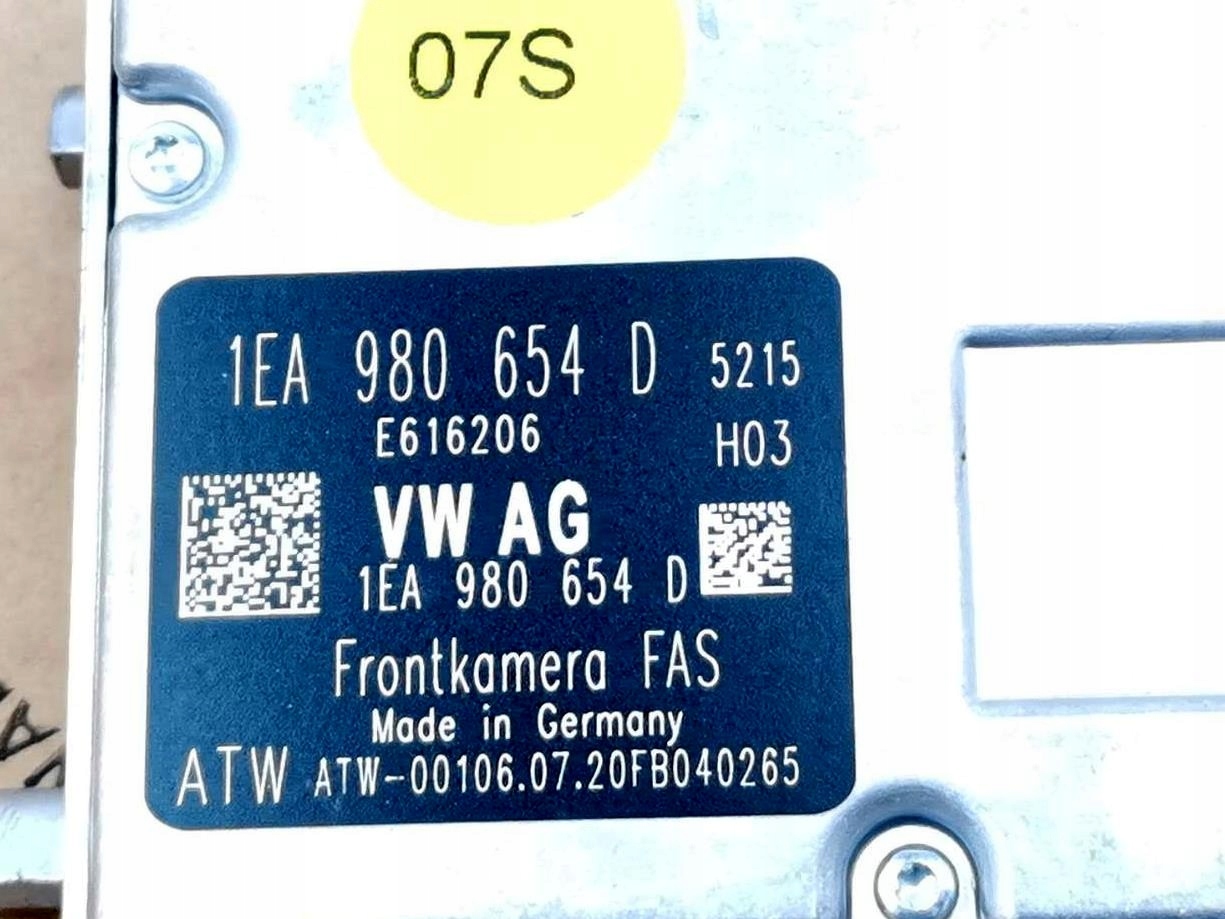 07S
1EA 980 654 D 5215
E616206 H03
VW AG
1EA 980 654 D
Frontkamera FAS
Made in Germany
ATW ATW-00106.07.20FB040265